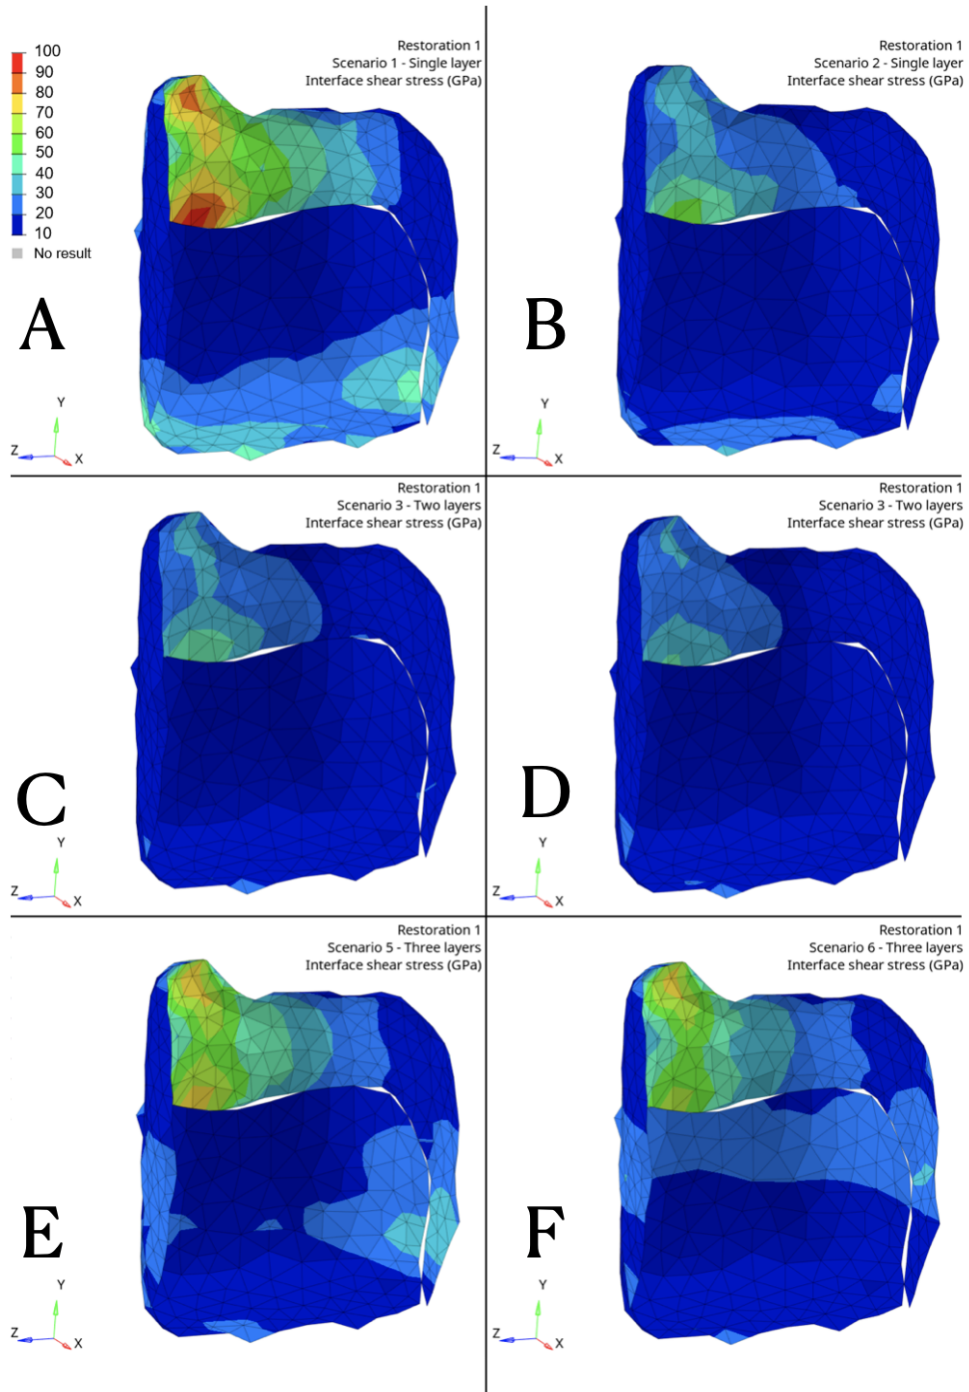 Restoration 1
Scenario 1 - Single layer
Interface shear stress (GPa)
100
90
80
70
60
50
40
30
20
10
No result
A
Y
Z
X
Restoration 1
Scenario 2 - Single layer
Interface shear stress (GPa)
B
Y
Z
X
Restoration 1
Scenario 3 - Two layers
Interface shear stress (GPa)
C
Y
Z
X
Restoration 1
Scenario 3 - Two layers
Interface shear stress (GPa)
D
Y
Z
X
Restoration 1
Scenario 5 - Three layers
Interface shear stress (GPa)
E
Y
Z
X
Restoration 1
Scenario 6 - Three layers
Interface shear stress (GPa)
F
Y
Z
X